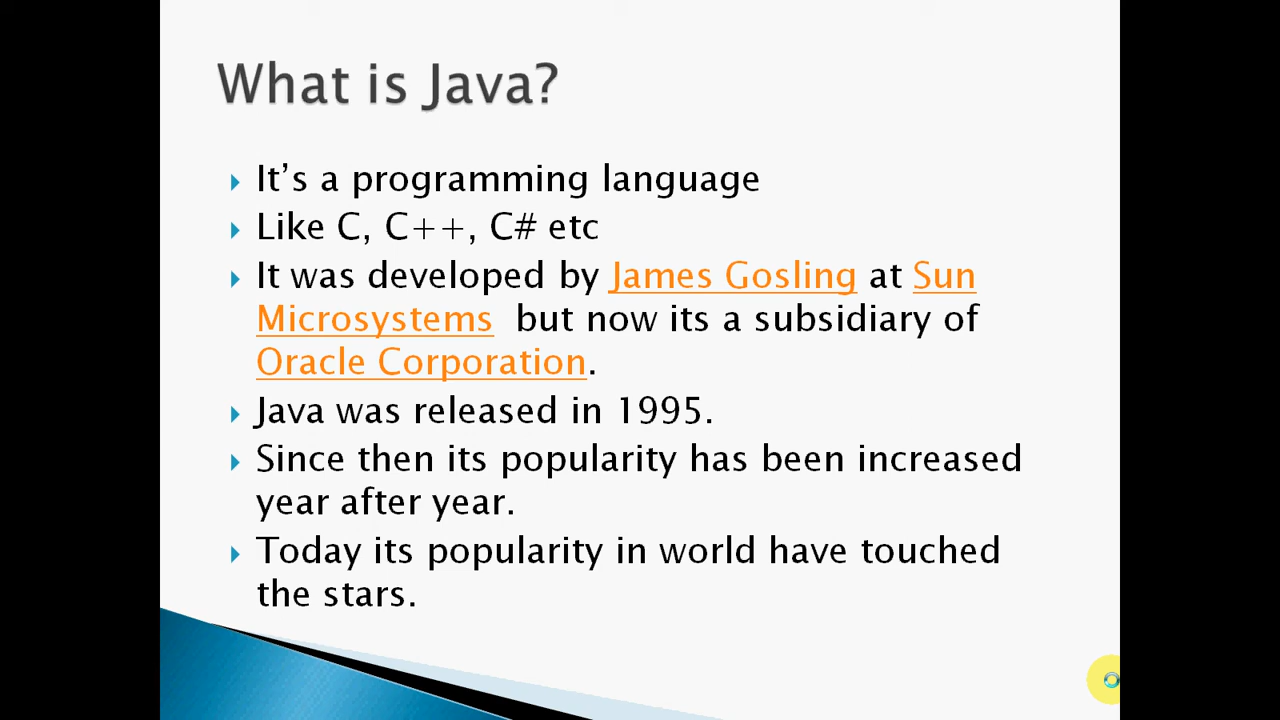 What is Java?
It’s a programming language
Like C, C++, C# etc
It was developed by James Gosling at Sun
Microsystems but now its a subsidiary of
Oracle Corporation.
Java was released in 1995.
Since then its popularity has been increased
year after year.
Today its popularity in world have touched
the stars.